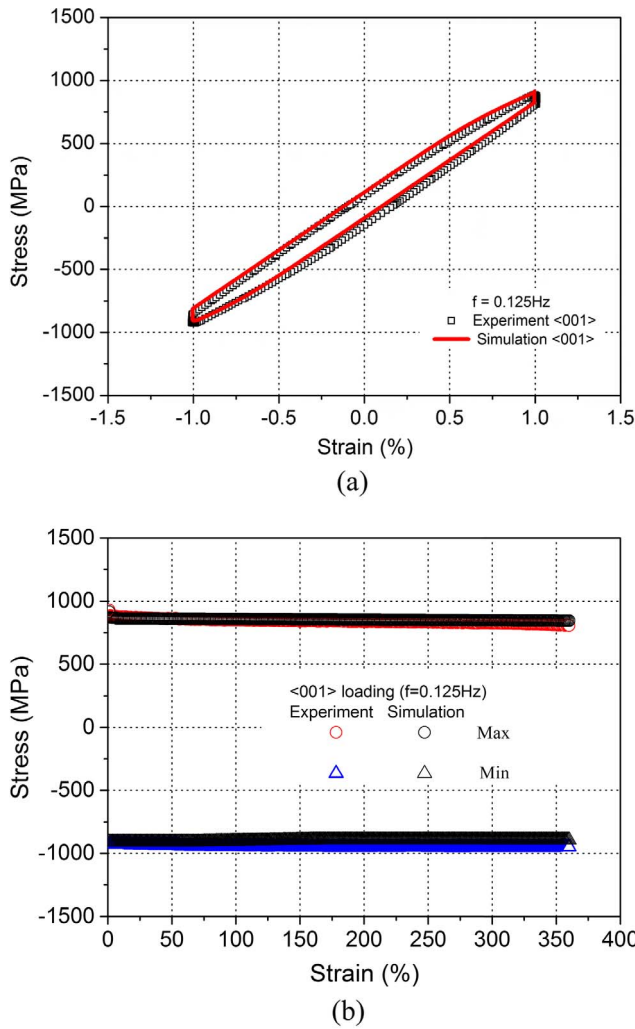 1500
1000
500
0
-500
-1000
-1500
Stress (MPa)
f = 0.125Hz
Experiment <001>
Simulation <001>
-1.5 -1.0 -0.5 0.0 0.5 1.0 1.5
Strain (%)
(a)
1500
1000
500
0
-500
-1000
-1500
Stress (MPa)
<001> loading (f=0.125Hz)
Experiment Simulation
Max
Min
0 50 100 150 200 250 300 350 400
Strain (%)
(b)